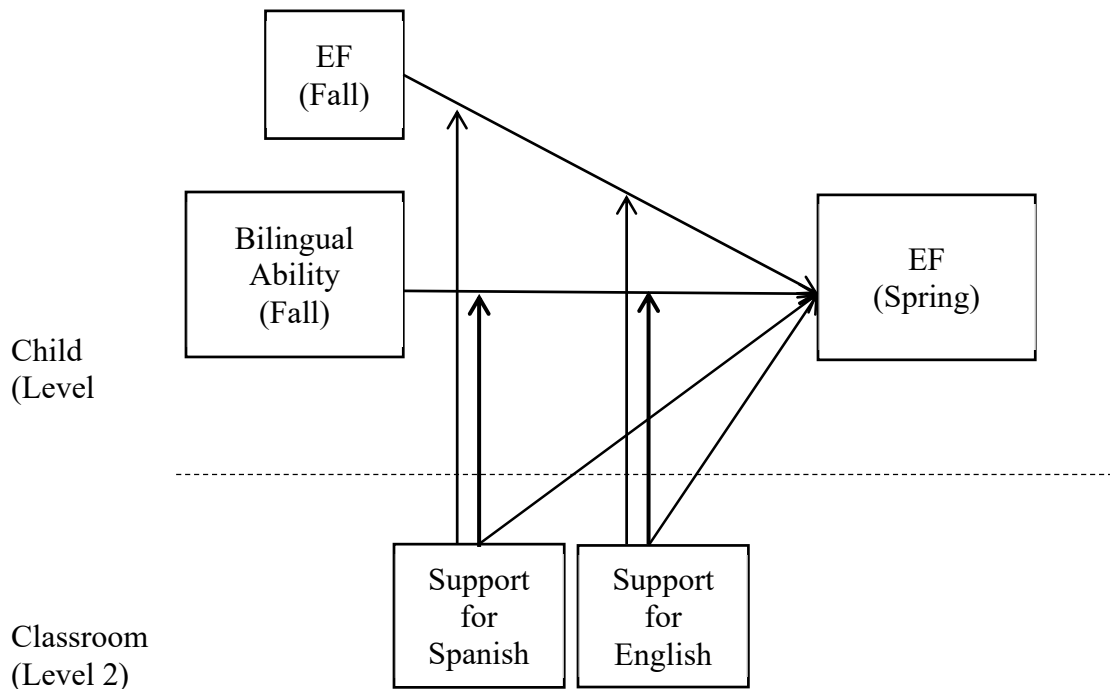 EF
(Fall)
Bilingual
Ability
(Fall)
EF
(Spring)
Child
(Level
Support
for
Spanish
Support
for
English
Classroom
(Level 2)